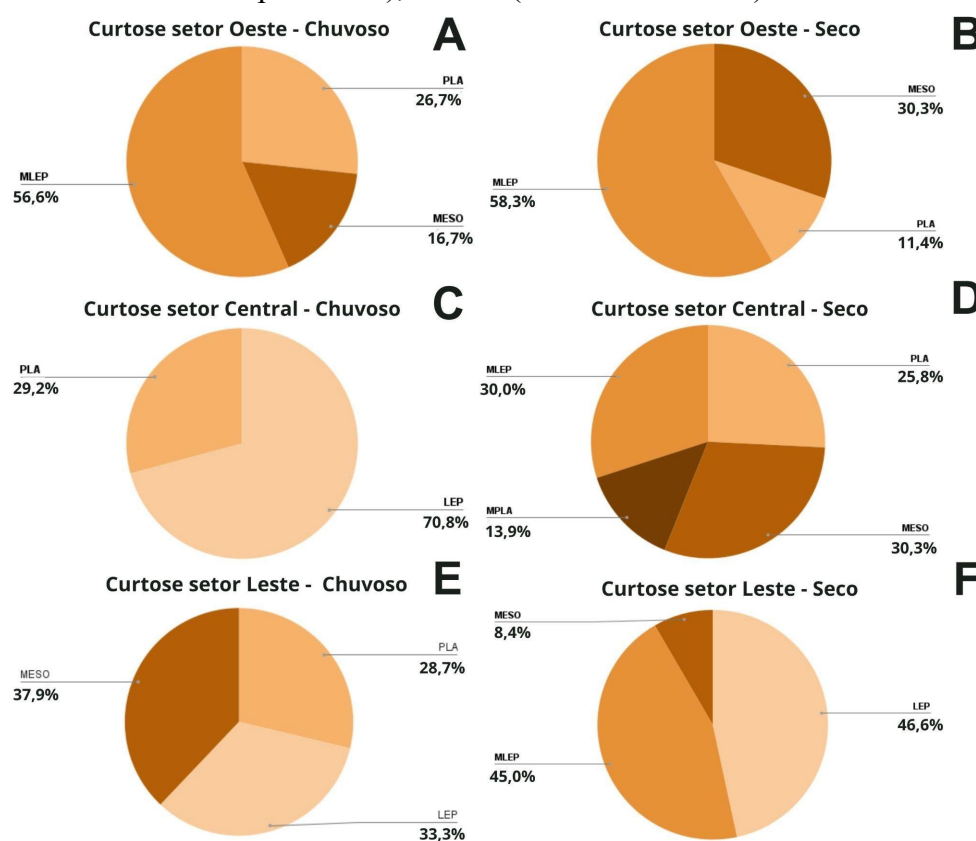 Curtose setor Oeste - Chuvoso
A
PLA
26,7%
MLEP
56,6%
MESO
16,7%
Curtose setor Oeste - Seco
B
MESO
30,3%
MLEP
58,3%
PLA
11,4%
Curtose setor Central - Chuvoso
C
PLA
29,2%
LEP
70,8%
Curtose setor Central - Seco
D
PLA
25,8%
MLEP
30,0%
MPLA
13,9%
MESO
30,3%
Curtose setor Leste - Chuvoso
E
PLA
28,7%
MESO
37,9%
LEP
33,3%
Curtose setor Leste - Seco
F
MESO
8,4%
LEP
46,6%
MLEP
45,0%